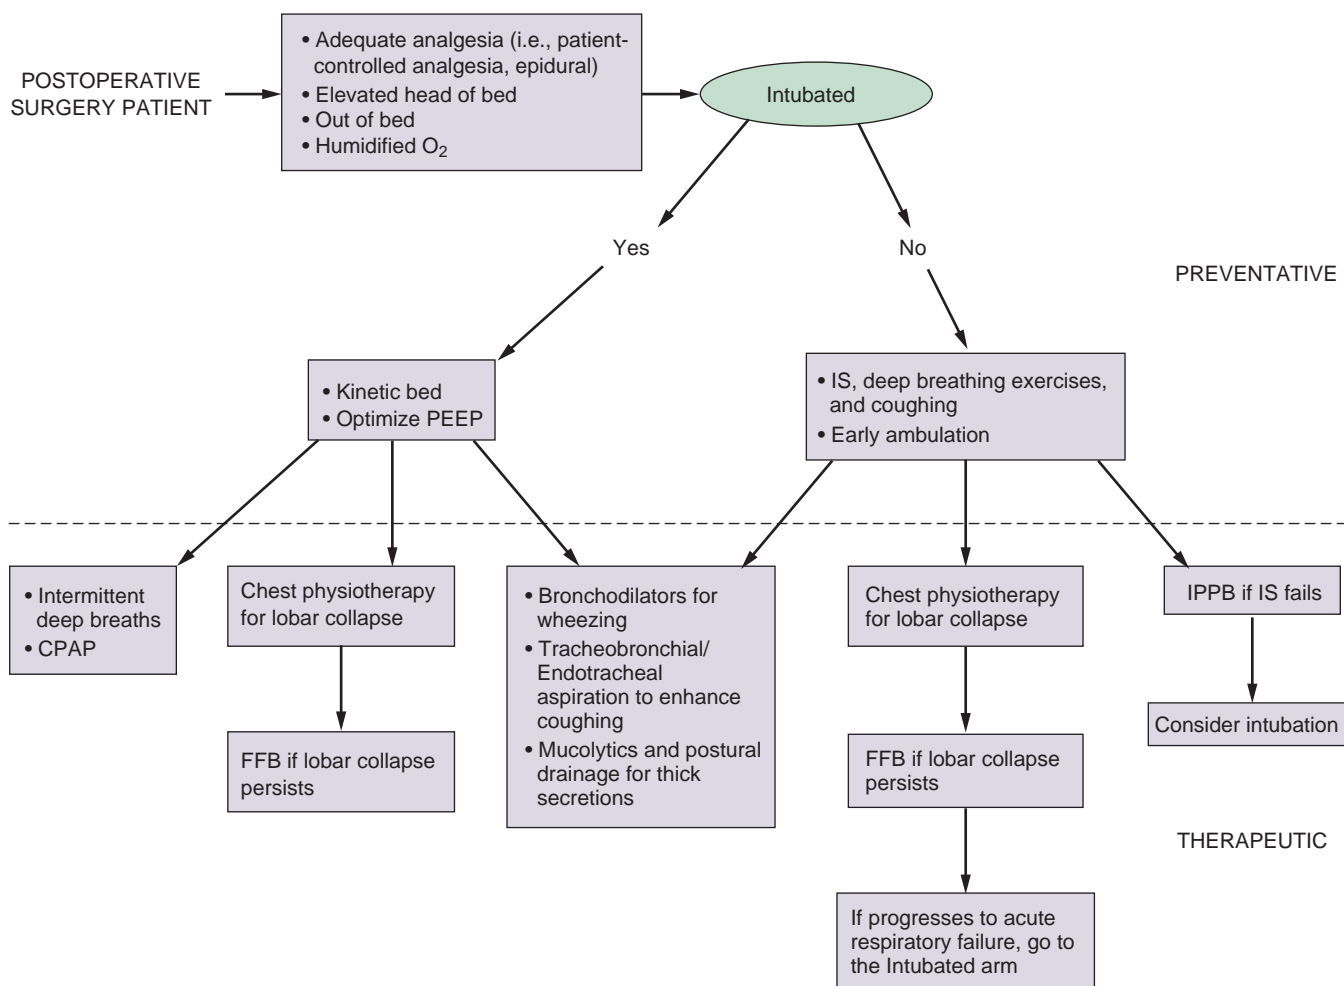 POSTOPERATIVE
SURGERY PATIENT
• Adequate analgesia (i.e., patient-
controlled analgesia, epidural)
• Elevated head of bed
• Out of bed
• Humidified O₂
Intubated
Yes
No
PREVENTATIVE
• Kinetic bed
• Optimize PEEP
• IS, deep breathing exercises,
and coughing
• Early ambulation
• Intermittent
deep breaths
• CPAP
Chest physiotherapy
for lobar collapse
FFB if lobar collapse
persists
• Bronchodilators for
wheezing
• Tracheobronchial/
Endotracheal
aspiration to enhance
coughing
• Mucolytics and postural
drainage for thick
secretions
Chest physiotherapy
for lobar collapse
FFB if lobar collapse
persists
If progresses to acute
respiratory failure, go to
the Intubated arm
IPPB if IS fails
Consider intubation
THERAPEUTIC